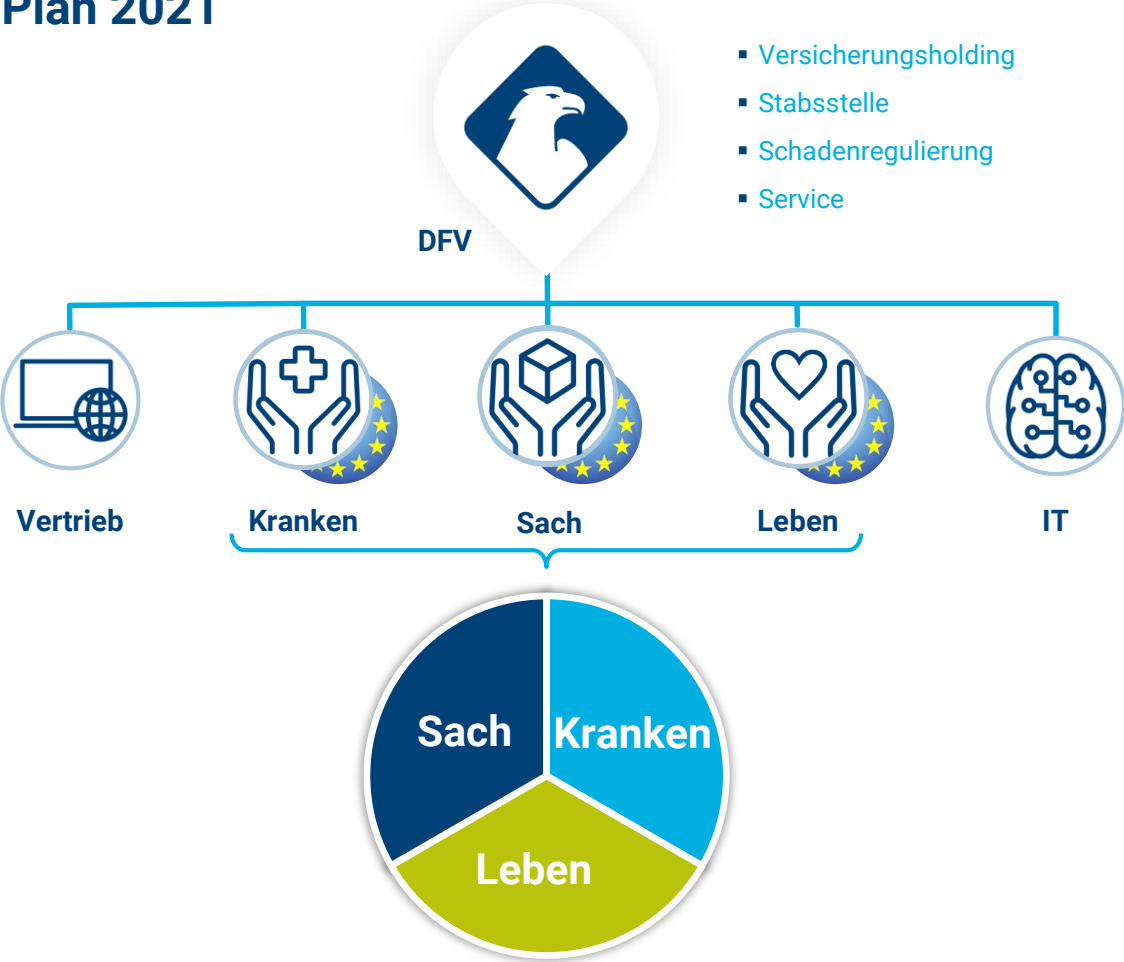 Plan 2021
Versicherungsholding
Stabsstelle
Schadenregulierung
Service
DFV
Vertrieb
Kranken
Sach
Leben
IT
Sach
Kranken
Leben